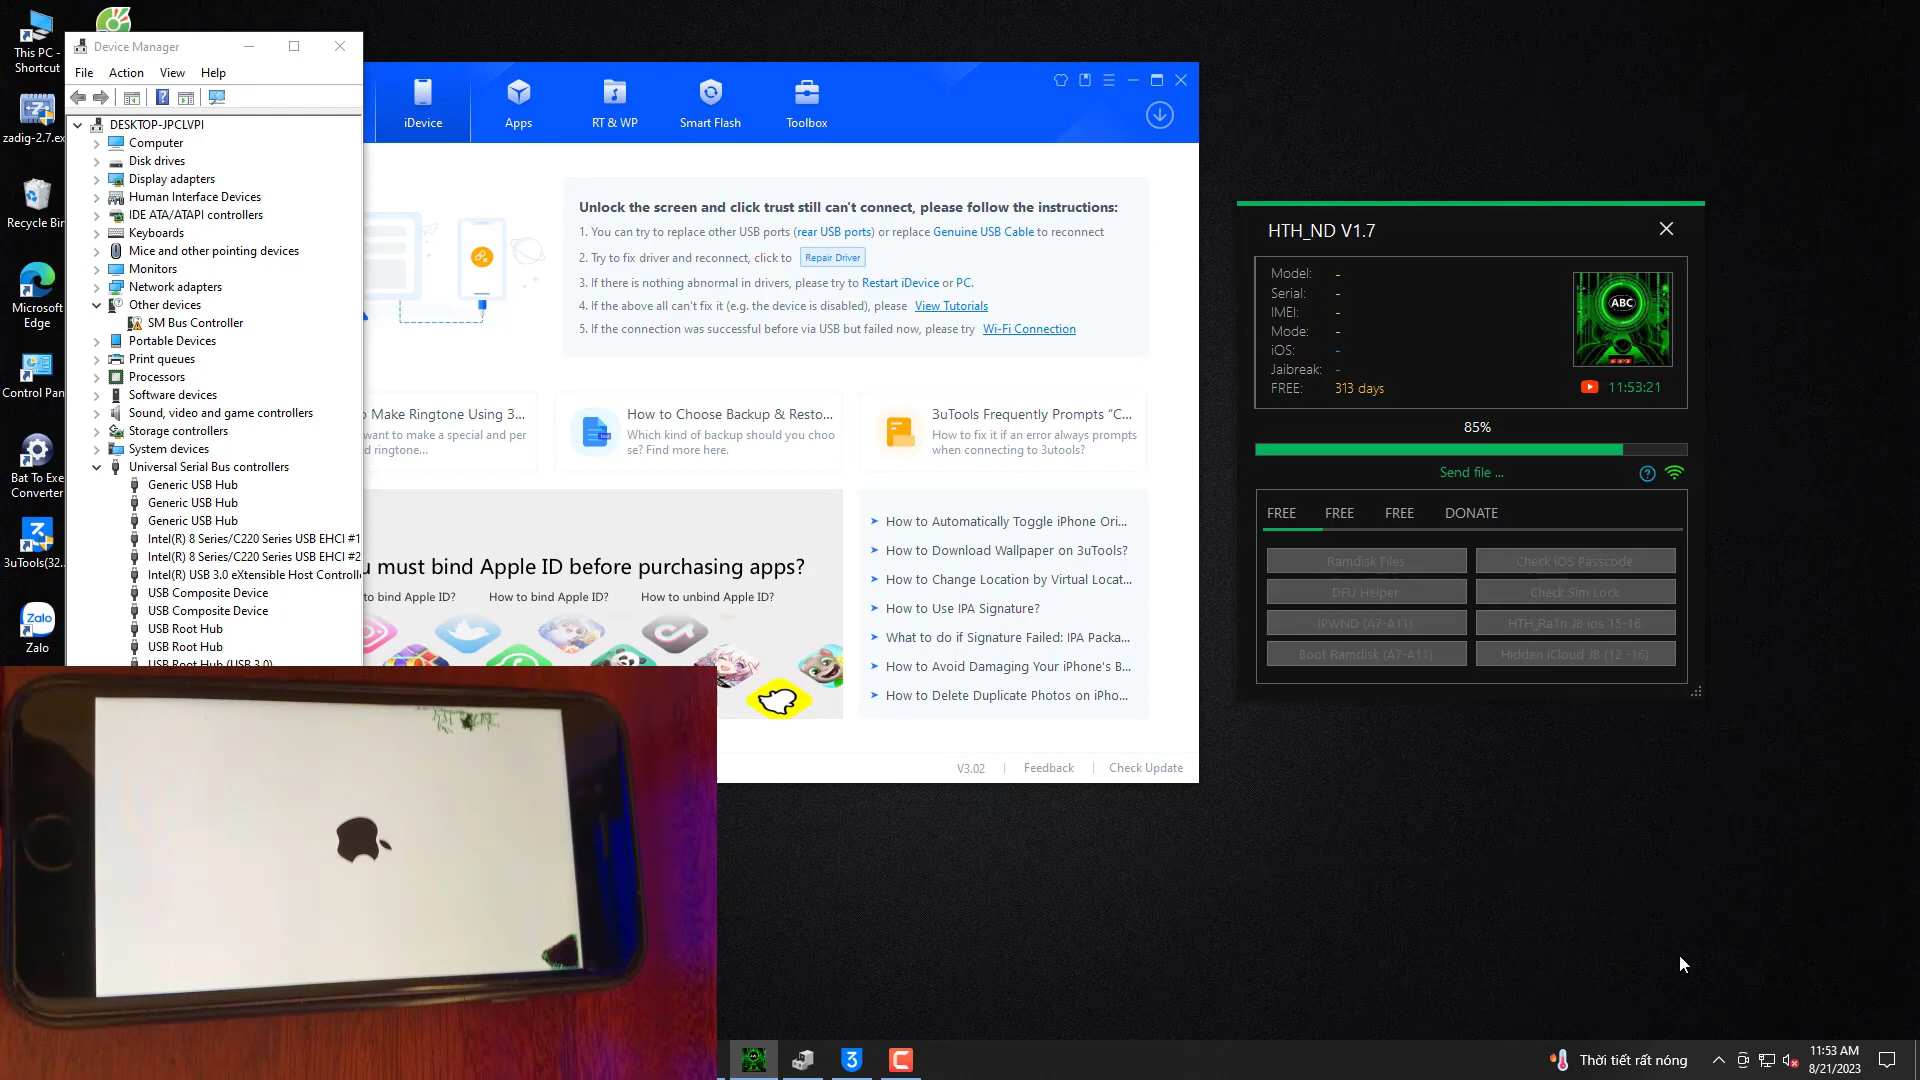 This PC -
Shortcut
zadig-2.7.ex
Recycle Bin
Microsoft
Edge
Control Pan
Bat To Exe
Converter
3uTools(32..
Zalo
Device Manager
File Action View Help
DESKTOP-JPCLVPI
Computer
Disk drives
Display adapters
Human Interface Devices
IDE ATA/ATAPI controllers
Keyboards
Mice and other pointing devices
Monitors
Network adapters
Other devices
SM Bus Controller
Portable Devices
Print queues
Processors
Software devices
Sound, video and game controllers
Storage controllers
System devices
Universal Serial Bus controllers
Generic USB Hub
Generic USB Hub
Generic USB Hub
Intel(R) 8 Series/C220 Series USB EHCI #1
Intel(R) 8 Series/C220 Series USB EHCI #2
Intel(R) USB 3.0 eXtensible Host Controlle
USB Composite Device
USB Composite Device
USB Root Hub
USB Root Hub
USB Root Hub (USB 3.0)
iDevice
Apps
RT & WP
Smart Flash
Toolbox
Unlock the screen and click trust still can't connect, please follow the instructions:
1. You can try to replace other USB ports (rear USB ports) or replace Genuine USB Cable to reconnect
2. Try to fix driver and reconnect, click to Repair Driver
3. If there is nothing abnormal in drivers, please try to Restart iDevice or PC.
4. If the above all can't fix it (e.g. the device is disabled), please View Tutorials
5. If the connection was successful before via USB but failed now, please try Wi-Fi Connection
o Make Ringtone Using 3...
want to make a special and per
d ringtone...
How to Choose Backup & Resto...
Which kind of backup should you choo
se? Find more here.
3uTools Frequently Prompts “C...
How to fix it if an error always prompts
when connecting to 3utools?
u must bind Apple ID before purchasing apps?
to bind Apple ID? How to bind Apple ID? How to unbind Apple ID?
How to Automatically Toggle iPhone Ori...
How to Download Wallpaper on 3uTools?
How to Change Location by Virtual Locat...
How to Use IPA Signature?
What to do if Signature Failed: IPA Packa...
How to Avoid Damaging Your iPhone's B...
How to Delete Duplicate Photos on iPho...
V3.02 Feedback Check Update
HTH_ND V1.7
Model: -
Serial: -
IMEI: -
Mode: -
iOS: -
Jailbreak: -
FREE: 313 days
ABC
11:53:21
85%
Send file ...
FREE FREE FREE DONATE
Ramdisk Files Check iOS Passcode
DFU Helper Check Sim Lock
IPWND (A7-A11) HTH_Ra1n JB ios 15-16
Boot Ramdisk (A7-A11) Hidden iCloud JB (12 -16)
Thời tiết rất nóng
11:53 AM
8/21/2023